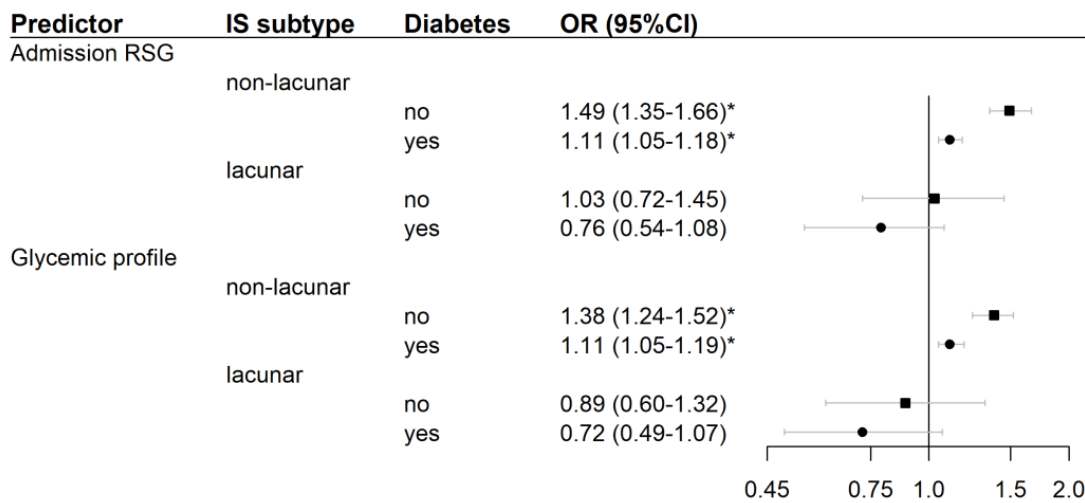 Predictor IS subtype Diabetes OR (95%CI)
Admission RSG
non-lacunar
no 1.49 (1.35-1.66)*
yes 1.11 (1.05-1.18)*
lacunar
no 1.03 (0.72-1.45)
yes 0.76 (0.54-1.08)
Glycemic profile
non-lacunar
no 1.38 (1.24-1.52)*
yes 1.11 (1.05-1.19)*
lacunar
no 0.89 (0.60-1.32)
yes 0.72 (0.49-1.07)
0.45 0.75 1.0 1.5 2.0